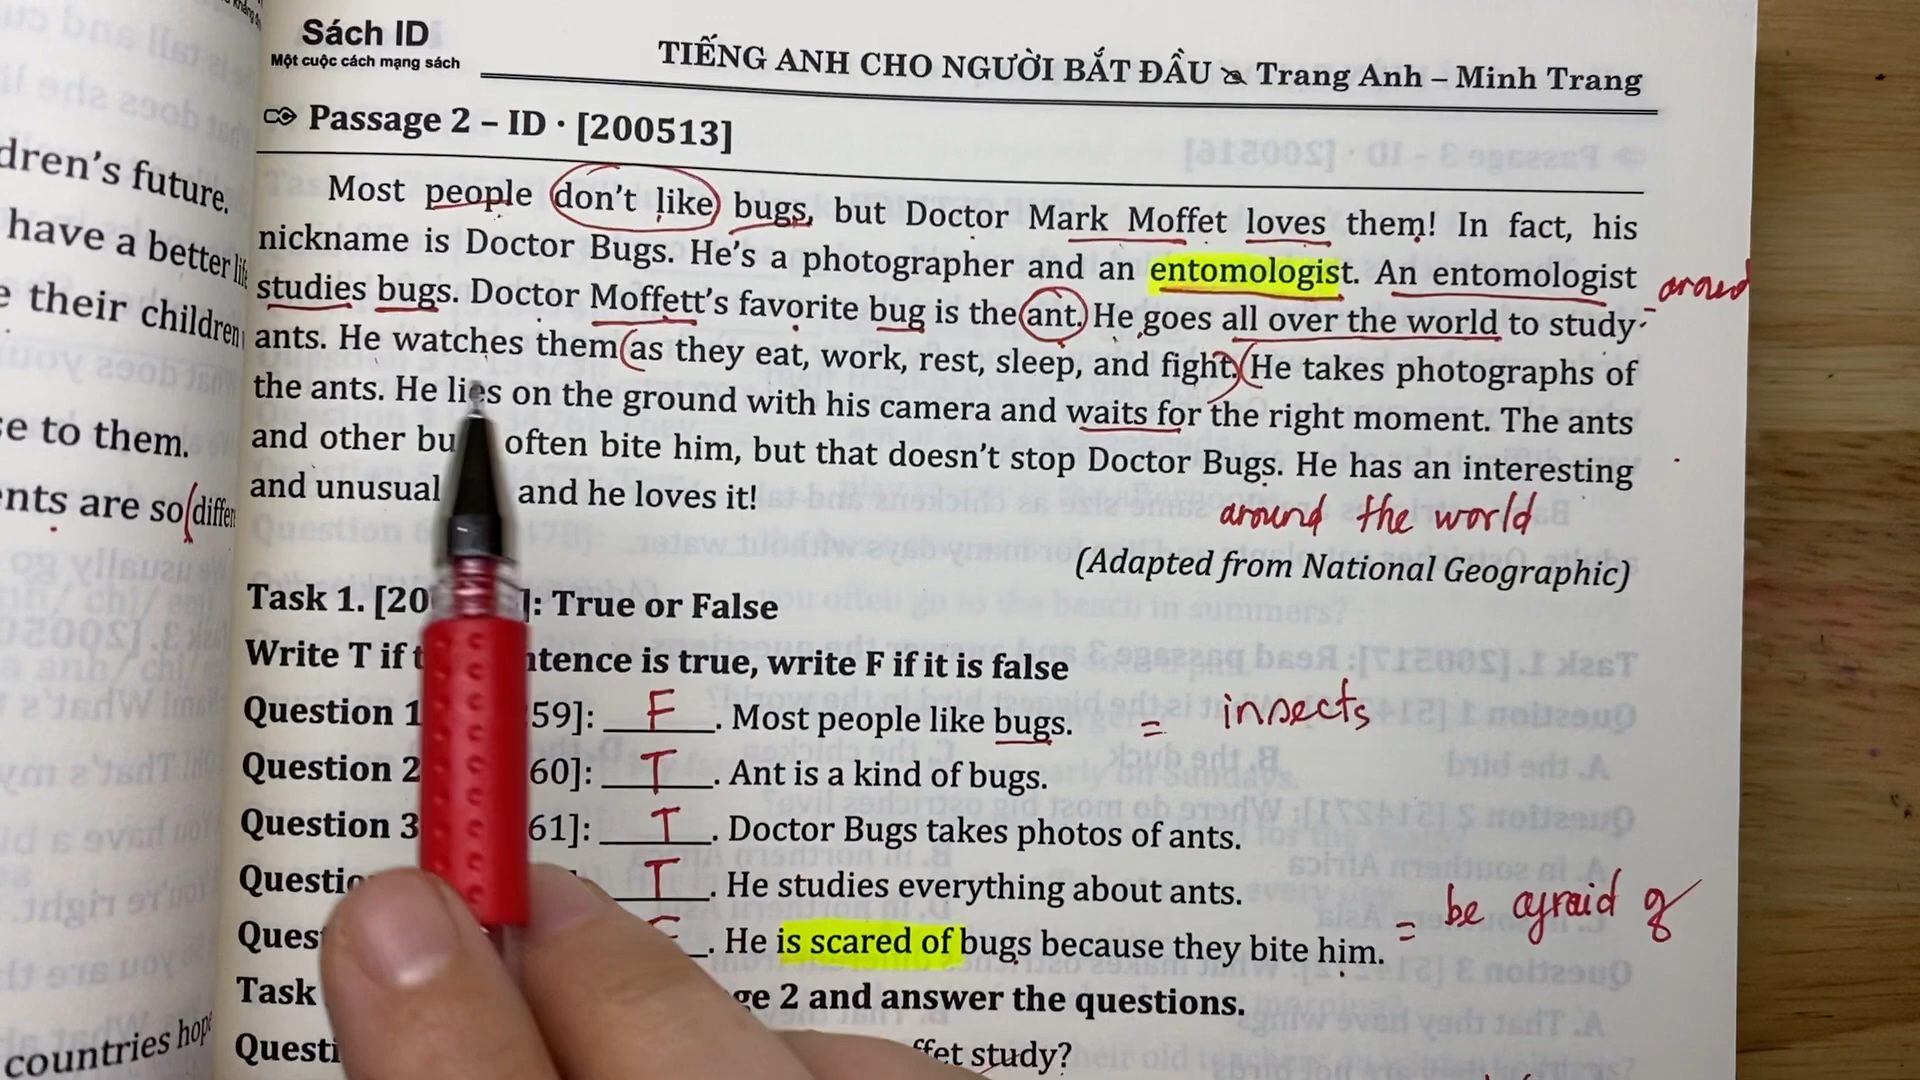 Sách ID
Một cuộc cách mạng sách
TIẾNG ANH CHO NGƯỜI BẮT ĐẦU Trang Anh – Minh Trang
Passage 2 – ID · [200513]
Most people don't like bugs, but Doctor Mark Moffet loves them! In fact, his
nickname is Doctor Bugs. He's a photographer and an entomologist. An entomologist
studies bugs. Doctor Moffett's favorite bug is the ant. He goes all over the world to study
around
ants. He watches them as they eat, work, rest, sleep, and fight. He takes photographs of
the ants. He lies on the ground with his camera and waits for the right moment. The ants
and other bu often bite him, but that doesn't stop Doctor Bugs. He has an interesting
and unusual and he loves it!
around the world
(Adapted from National Geographic)
Task 1. [20 ]: True or False
Write T if t ntence is true, write F if it is false
Question 1 59]: F . Most people like bugs. = insects
Question 2 60]: T . Ant is a kind of bugs.
Question 3 61]: T . Doctor Bugs takes photos of ants.
Questio T . He studies everything about ants.
Ques . He is scared of bugs because they bite him. = be afraid of
Task ge 2 and answer the questions.
Questi ffet study?
dren's future.
have a better life
e their children
se to them.
ents are so differ
countries hope